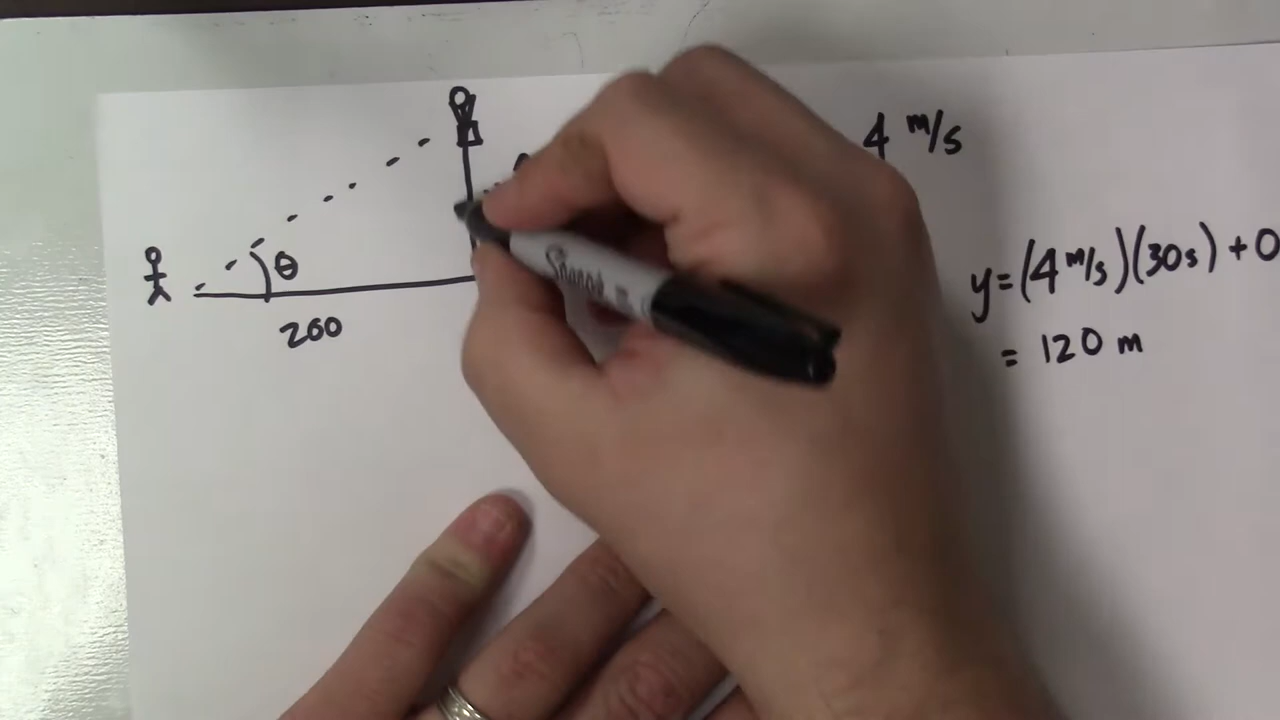 4 m/s
θ
200
y=(4 m/s)(30s)+0
= 120 m